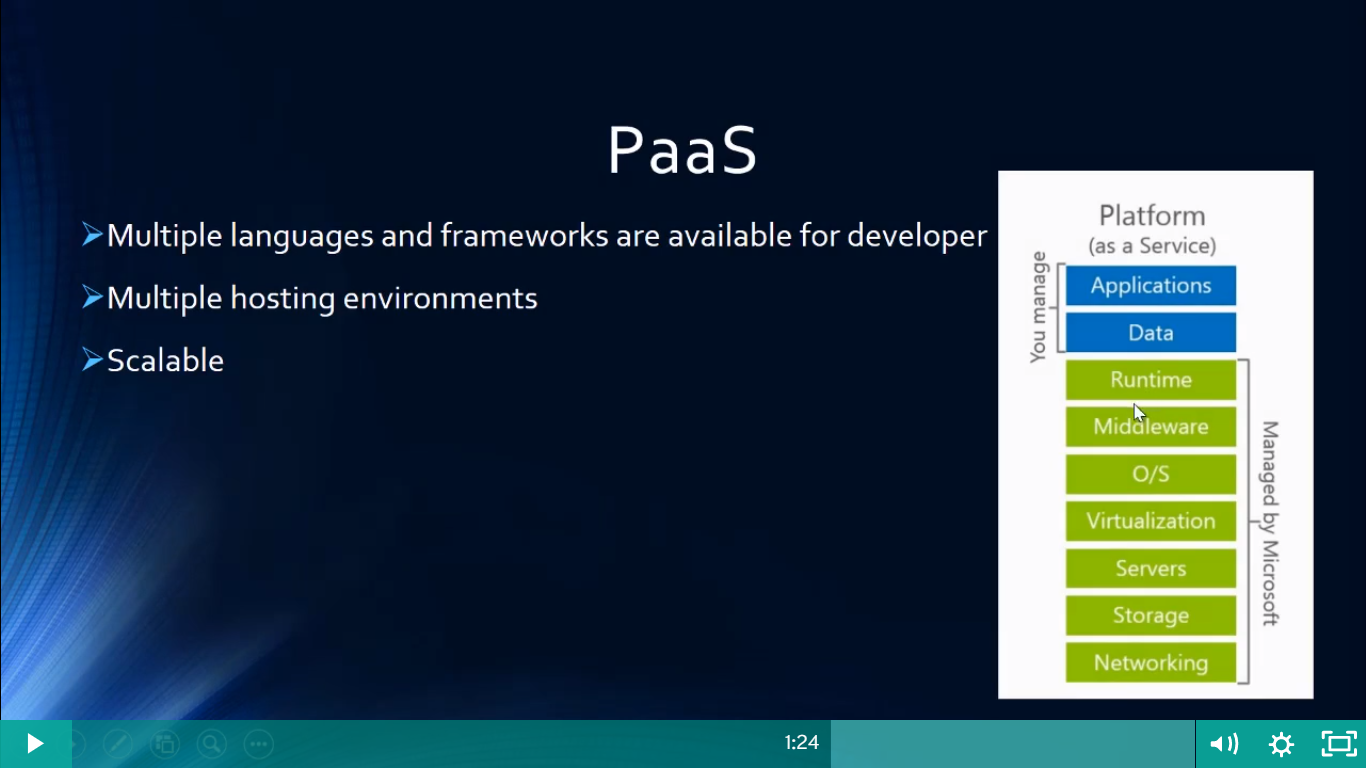 PaaS
Multiple languages and frameworks are available for developer
Multiple hosting environments
Scalable
Platform
(as a Service)
You manage
Applications
Data
Runtime
Middleware
O/S
Virtualization
Servers
Storage
Networking
Managed by Microsoft
1:24